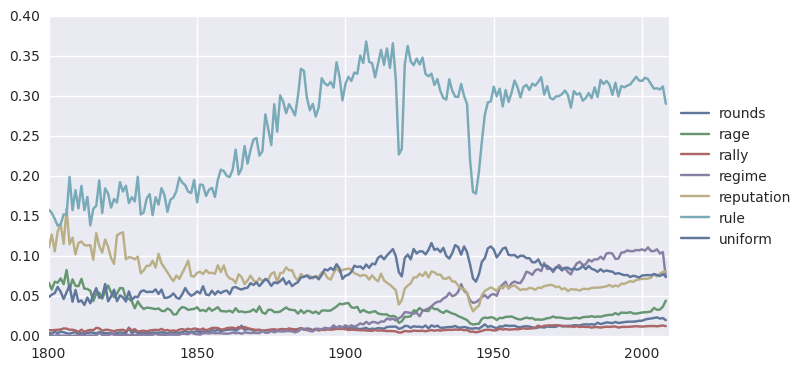 0.40
0.35
0.30
0.25
0.20
0.15
0.10
0.05
0.00
1800 1850 1900 1950 2000
rounds
rage
rally
regime
reputation
rule
uniform